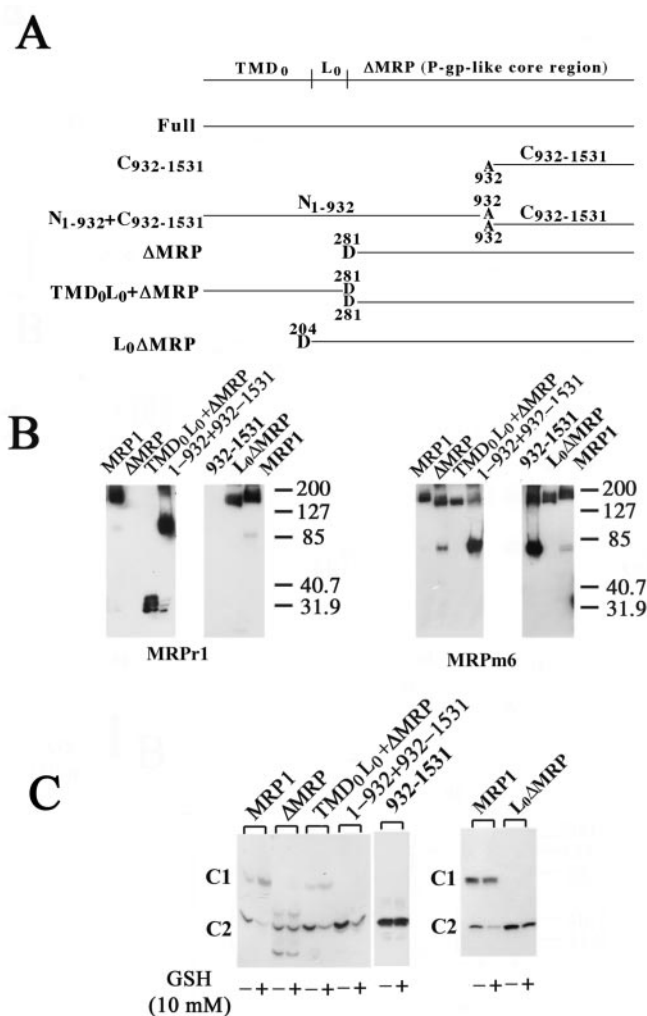 A
TMD0 L0 ΔMRP (P-gp-like core region)
Full
C932-1531
C932-1531
A
932
N1-932
932
N1-932+C932-1531
A
A
C932-1531
932
281
ΔMRP
D
281
TMD0L0+ΔMRP
D
D
281
204
L0ΔMRP
D
B
MRP1
ΔMRP
TMD0L0+ΔMRP
1–932+932–1531
932-1531
L0ΔMRP
MRP1
200
127
85
40.7
31.9
MRPr1
MRP1
ΔMRP
TMD0L0+ΔMRP
1–932+932–1531
932-1531
L0ΔMRP
MRP1
200
127
85
40.7
31.9
MRPm6
C
MRP1
ΔMRP
TMD0L0+ΔMRP
1–932+932–1531
932-1531
MRP1
L0ΔMRP
C1
C2
C1
C2
GSH
(10 mM)
– + – + – + – + – +
– + – +